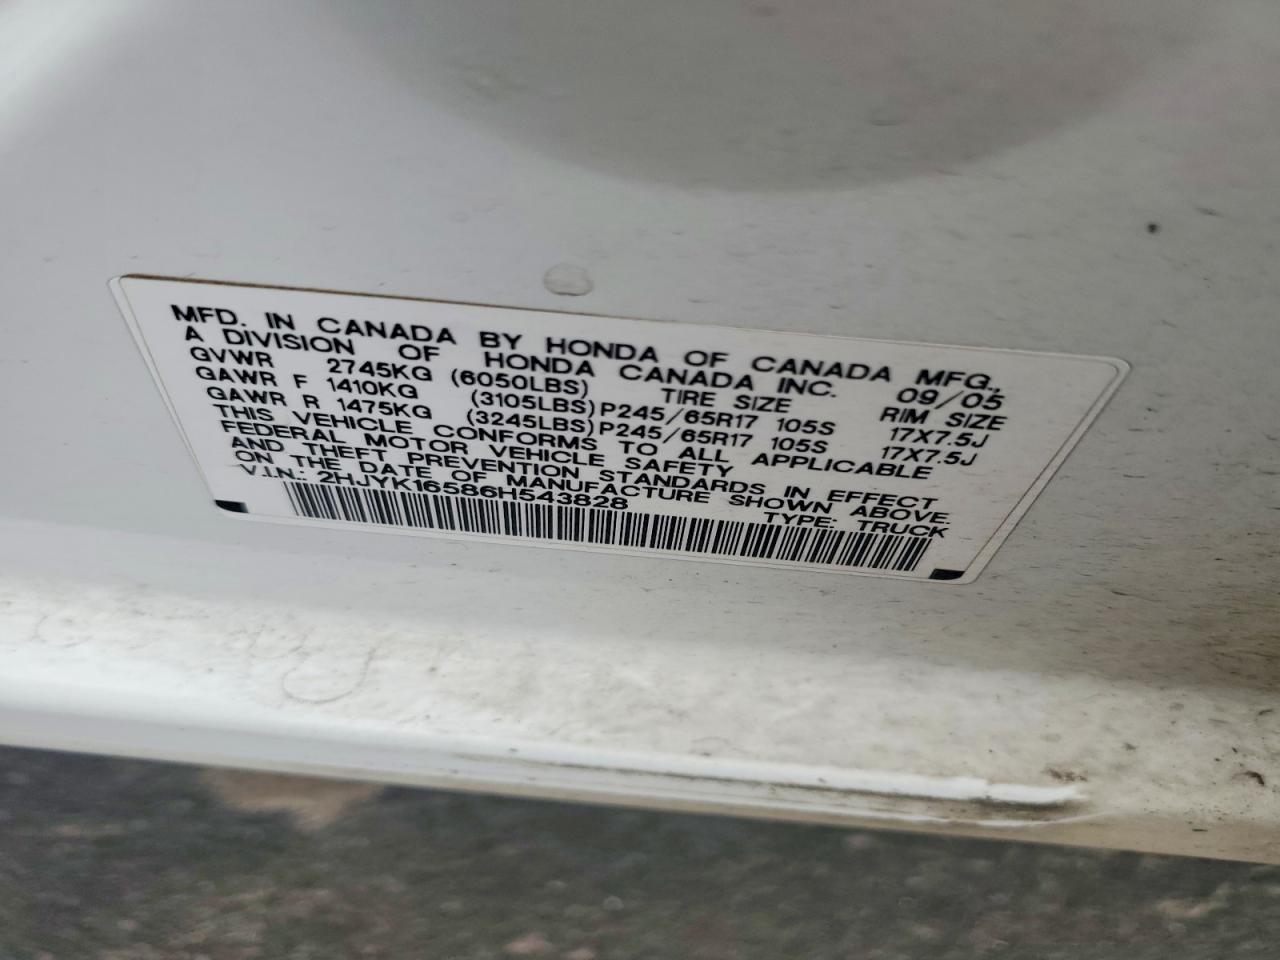 MFD. IN CANADA BY HONDA OF CANADA MFG.,
A DIVISION OF HONDA CANADA INC. 09/05
GVWR 2745KG (6050LBS) TIRE SIZE RIM SIZE
GAWR F 1410KG (3105LBS) P245/65R17 105S 17X7.5J
GAWR R 1475KG (3245LBS) P245/65R17 105S 17X7.5J
THIS VEHICLE CONFORMS TO ALL APPLICABLE
FEDERAL MOTOR VEHICLE SAFETY
AND THEFT PREVENTION STANDARDS IN EFFECT
ON THE DATE OF MANUFACTURE SHOWN ABOVE.
V.I.N.: 2HJYK16586H543828 TYPE: TRUCK